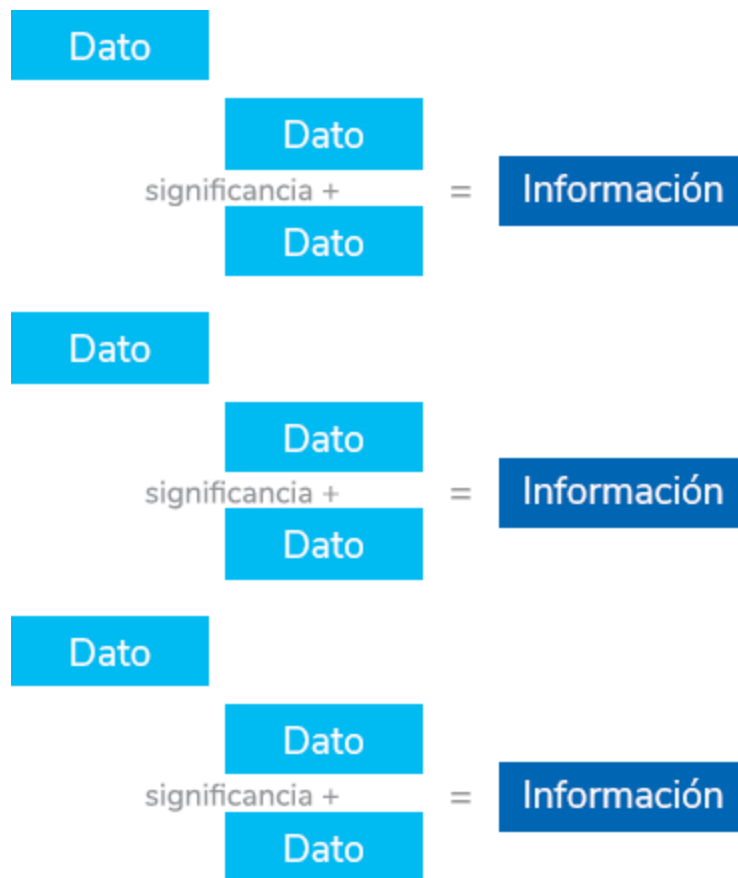 Dato
Dato
significancia + = Información
Dato
Dato
Dato
significancia + = Información
Dato
Dato
Dato
significancia + = Información
Dato